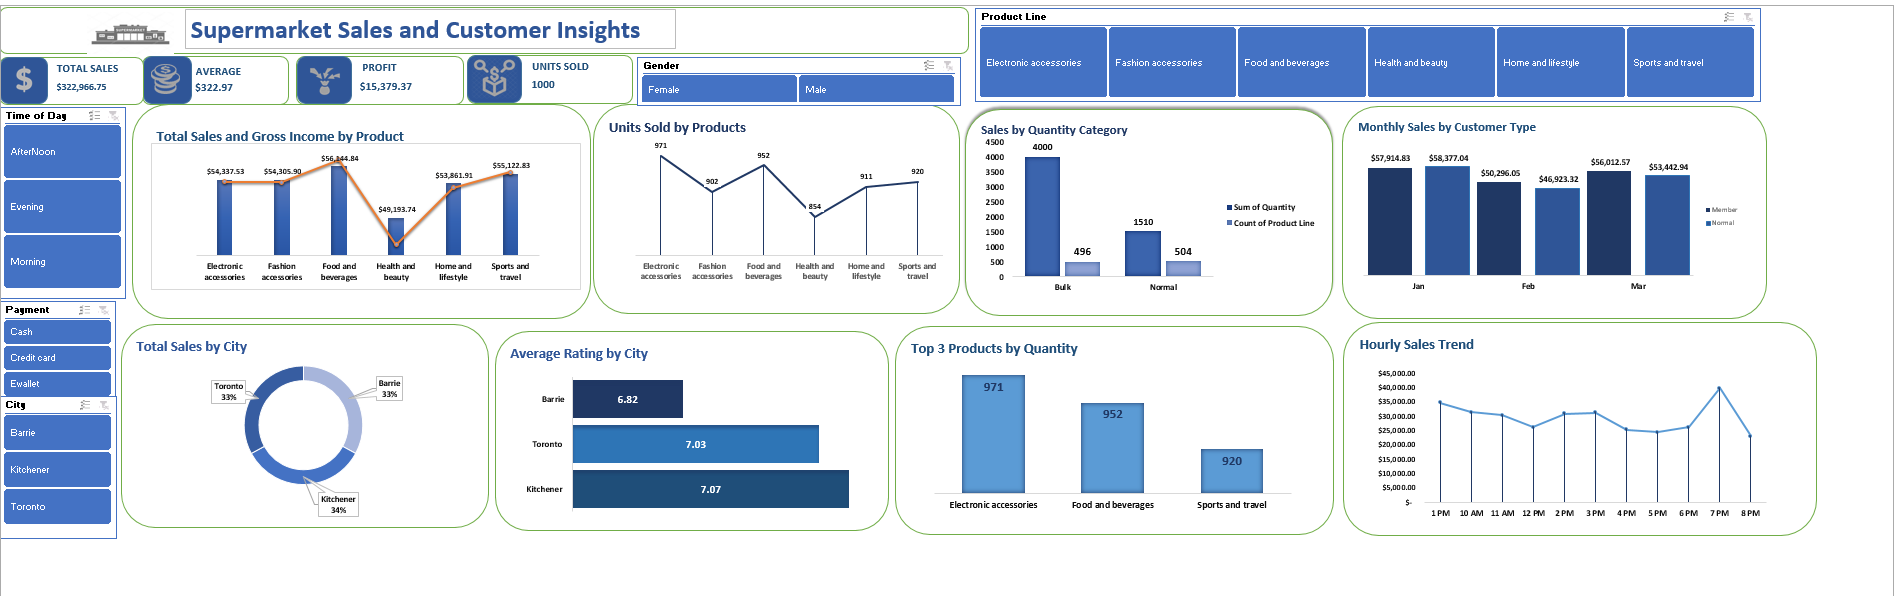 Supermarket Sales and Customer Insights
SUPERMARKET
TOTAL SALES
$322,966.75
AVERAGE
$322.97
PROFIT
$15,379.37
UNITS SOLD
1000
Gender
Female
Male
Product Line
Electronic accessories
Fashion accessories
Food and beverages
Health and beauty
Home and lifestyle
Sports and travel
Time of Day
AfterNoon
Evening
Morning
Payment
Cash
Credit card
Ewallet
City
Barrie
Kitchener
Toronto
Total Sales and Gross Income by Product
$54,337.53
$54,305.90
$56,144.84
$49,193.74
$53,861.91
$55,122.83
Electronic
accessories
Fashion
accessories
Food and
beverages
Health and
beauty
Home and
lifestyle
Sports and
travel
Units Sold by Products
971
902
952
854
911
920
Electronic
accessories
Fashion
accessories
Food and
beverages
Health and
beauty
Home and
lifestyle
Sports and
travel
Sales by Quantity Category
4500
4000
3500
3000
2500
2000
1500
1000
500
0
4000
496
1510
504
Bulk
Normal
Sum of Quantity
Count of Product Line
Monthly Sales by Customer Type
$57,914.83
$58,377.04
$50,296.05
$46,923.32
$56,012.57
$53,442.94
Jan
Feb
Mar
Member
Normal
Total Sales by City
Toronto
33%
Barrie
33%
Kitchener
34%
Average Rating by City
Barrie
6.82
Toronto
7.03
Kitchener
7.07
Top 3 Products by Quantity
971
952
920
Electronic accessories
Food and beverages
Sports and travel
Hourly Sales Trend
$45,000.00
$40,000.00
$35,000.00
$30,000.00
$25,000.00
$20,000.00
$15,000.00
$10,000.00
$5,000.00
$-
1 PM
10 AM
11 AM
12 PM
2 PM
3 PM
4 PM
5 PM
6 PM
7 PM
8 PM